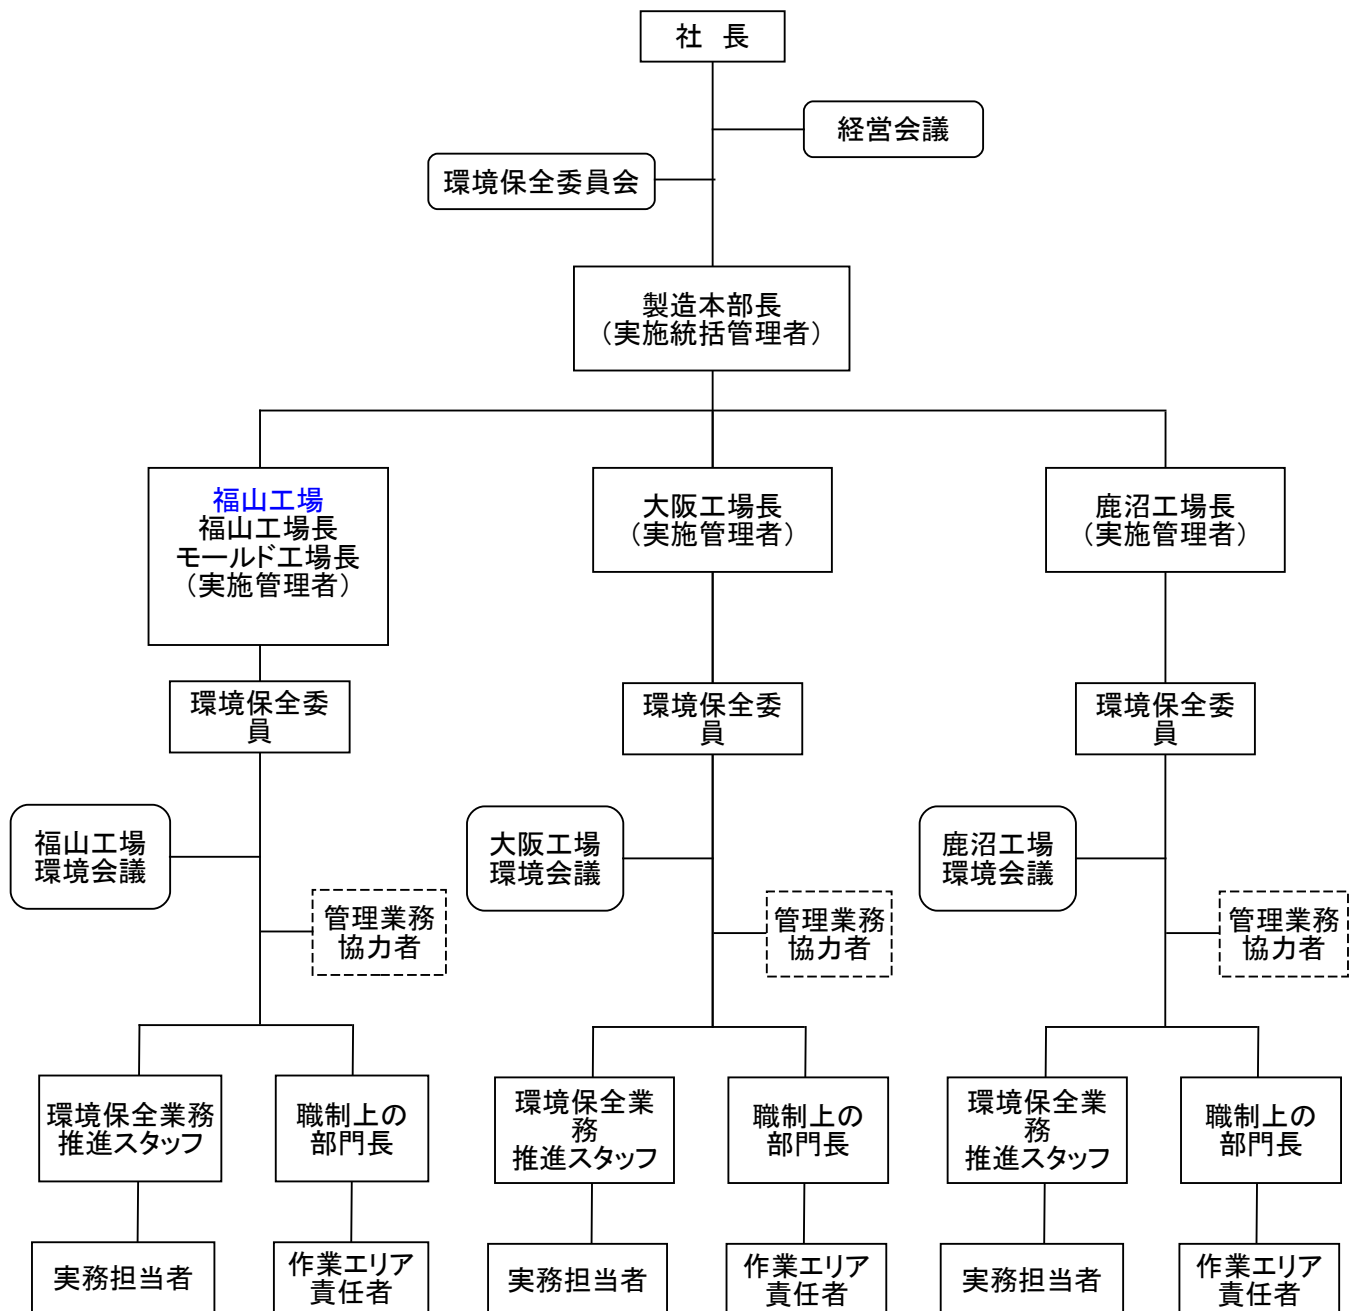 社 長
経営会議
環境保全委員会
製造本部長
（実施統括管理者）
福山工場
福山工場長
モールド工場長
（実施管理者）
大阪工場長
（実施管理者）
鹿沼工場長
（実施管理者）
環境保全委
員
環境保全委
員
環境保全委
員
福山工場
環境会議
大阪工場
環境会議
鹿沼工場
環境会議
管理業務
協力者
管理業務
協力者
管理業務
協力者
環境保全業務
推進スタッフ
職制上の
部門長
環境保全業
務
推進スタッフ
職制上の
部門長
環境保全業
務
推進スタッフ
職制上の
部門長
実務担当者
作業エリア
責任者
実務担当者
作業エリア
責任者
実務担当者
作業エリア
責任者